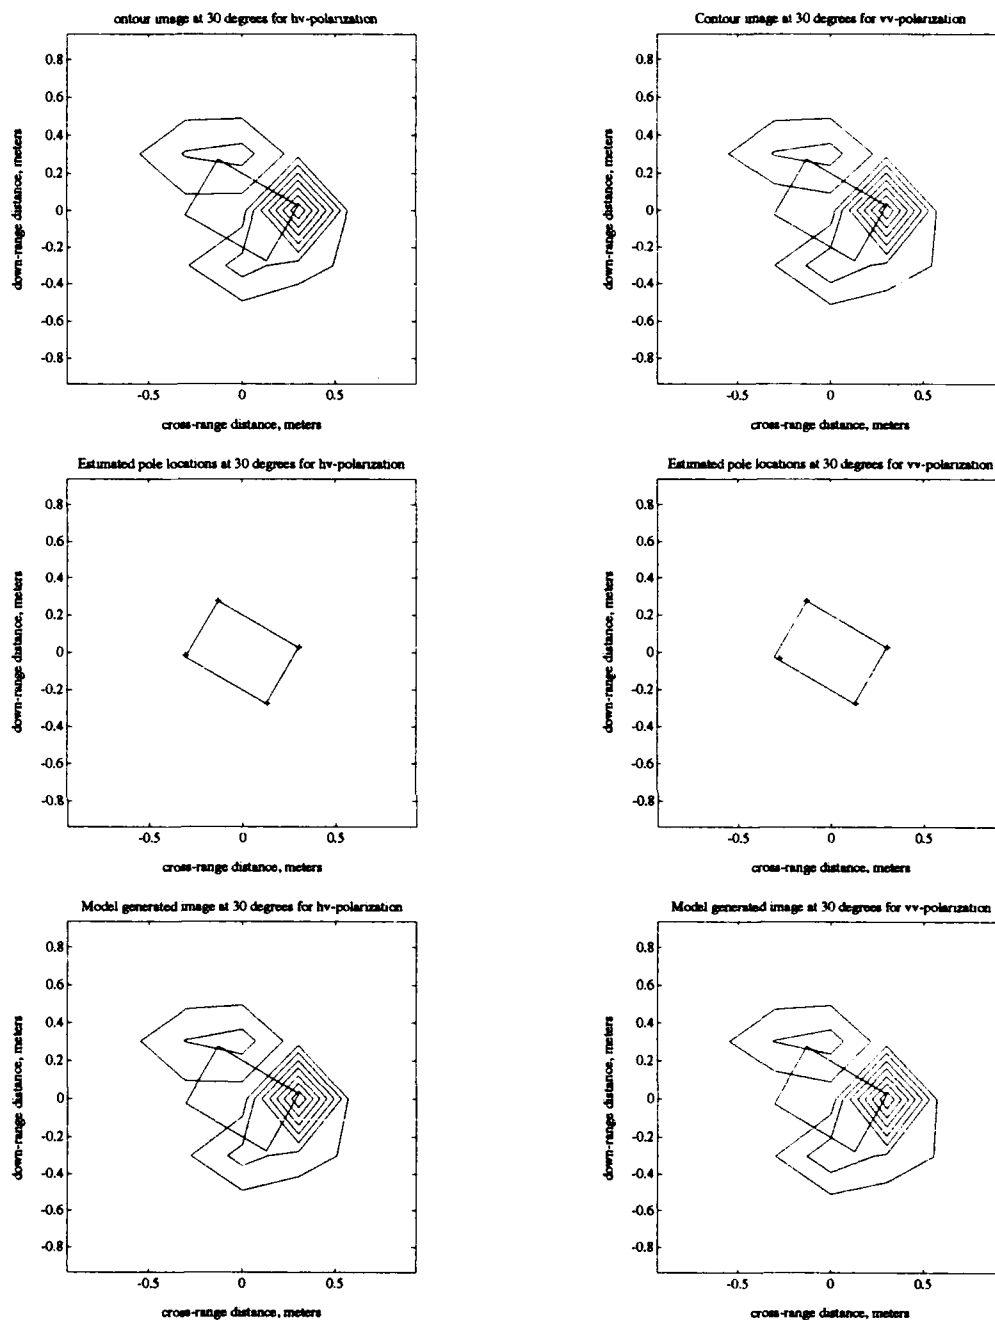 ontour image at 30 degrees for hv-polarization
Contour image at 30 degrees for vv-polarization
0.8
0.6
0.4
0.2
0
-0.2
-0.4
-0.6
-0.8
down-range distance, meters
-0.5 0 0.5
cross-range distance, meters
0.8
0.6
0.4
0.2
0
-0.2
-0.4
-0.6
-0.8
down-range distance, meters
-0.5 0 0.5
cross-range distance, meters
Estimated pole locations at 30 degrees for hv-polarization
Estimated pole locations at 30 degrees for vv-polarization
0.8
0.6
0.4
0.2
0
-0.2
-0.4
-0.6
-0.8
down-range distance, meters
-0.5 0 0.5
cross-range distance, meters
0.8
0.6
0.4
0.2
0
-0.2
-0.4
-0.6
-0.8
down-range distance, meters
-0.5 0 0.5
cross-range distance, meters
Model generated image at 30 degrees for hv-polarization
Model generated image at 30 degrees for vv-polarization
0.8
0.6
0.4
0.2
0
-0.2
-0.4
-0.6
-0.8
down-range distance, meters
-0.5 0 0.5
cross-range distance, meters
0.8
0.6
0.4
0.2
0
-0.2
-0.4
-0.6
-0.8
down-range distance, meters
-0.5 0 0.5
cross-range distance, meters